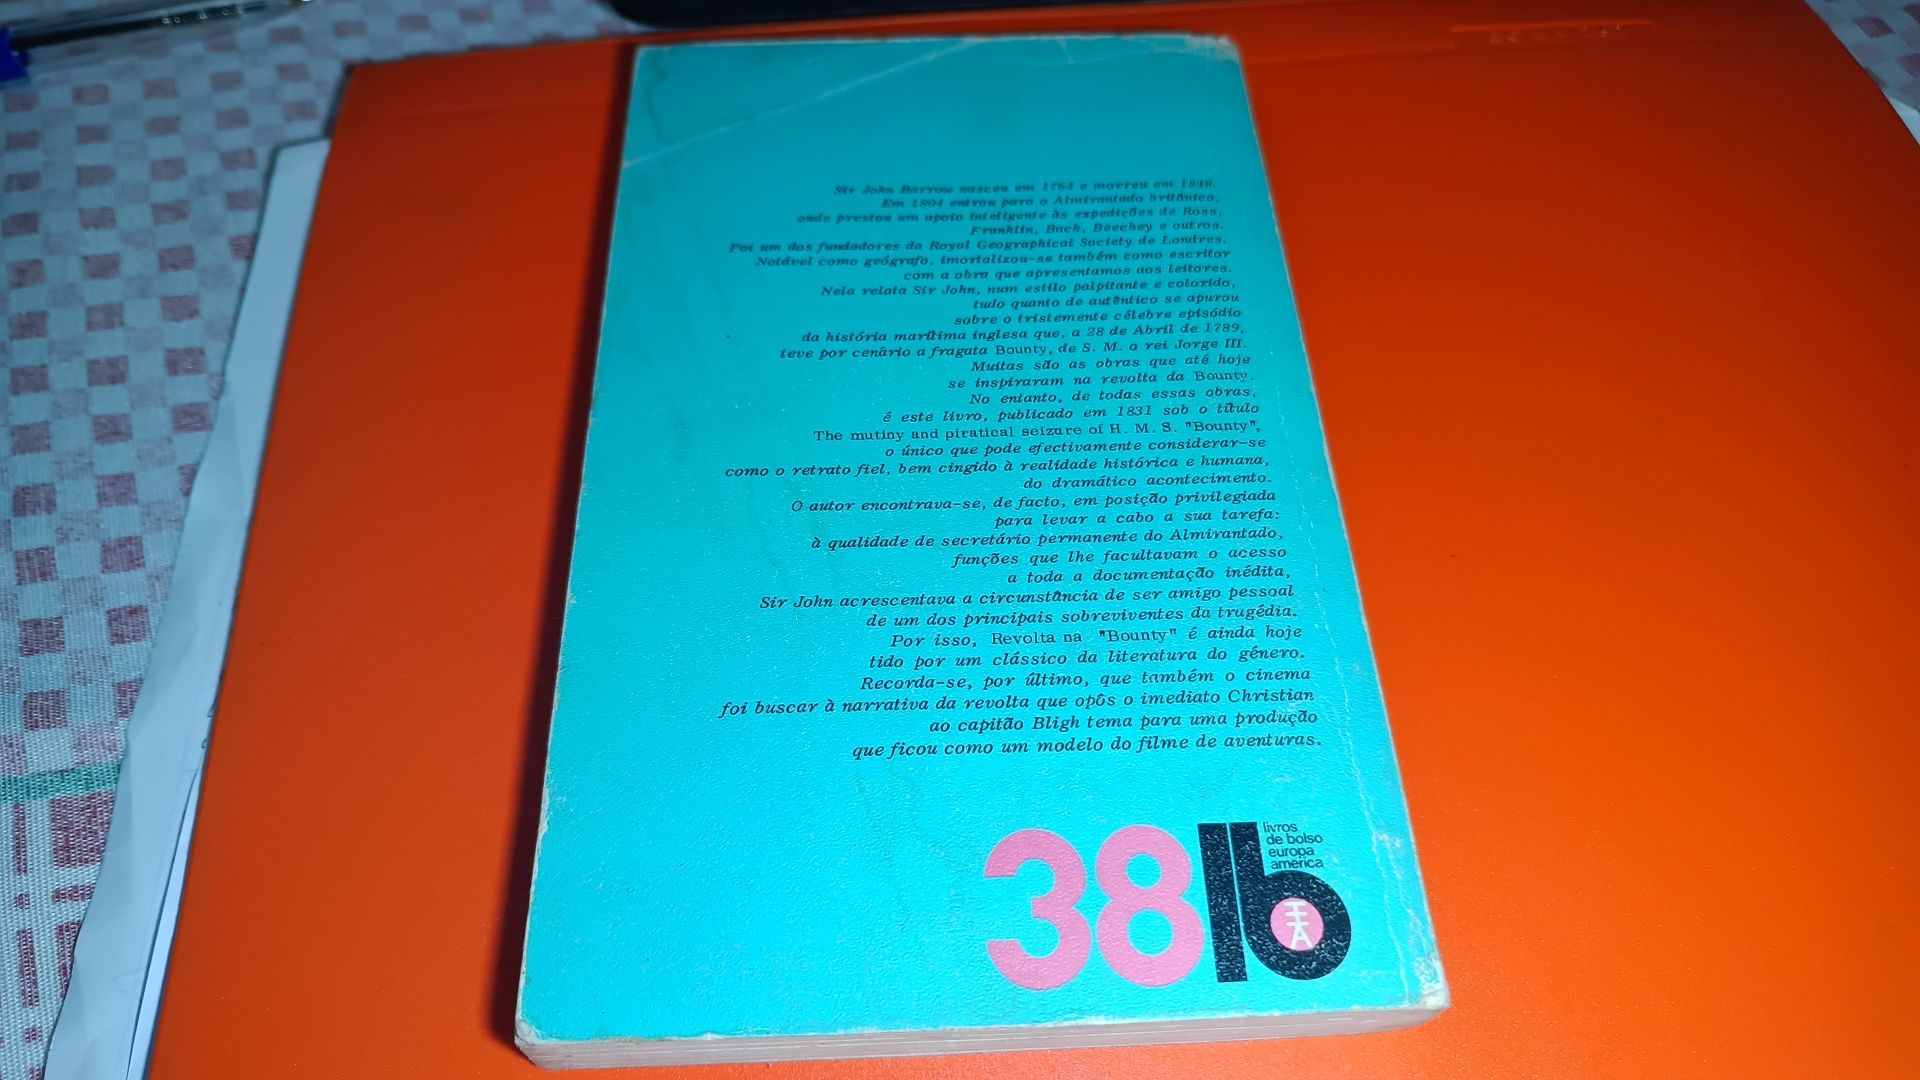 Sir John Barrow nasceu em 1764 e morreu em 1848.
Em 1804 entrou para o Almirantado britânico,
onde prestou um apoio inteligente às expedições de Ross,
Franklin, Back, Beechey e outros.
Foi um dos fundadores da Royal Geographical Society de Londres.
Notável como geógrafo, imortalizou-se também como escritor
com a obra que apresentamos aos leitores.
Nela relata Sir John, num estilo palpitante e colorido,
tudo quanto de autêntico se apurou
sobre o tristemente célebre episódio
da história marítima inglesa que, a 28 de Abril de 1789,
teve por cenário a fragata Bounty, de S. M. o rei Jorge III.
Muitas são as obras que até hoje
se inspiraram na revolta da Bounty.
No entanto, de todas essas obras,
é este livro, publicado em 1831 sob o título
The mutiny and piratical seizure of H. M. S. "Bounty",
o único que pode efectivamente considerar-se
como o retrato fiel, bem cingido à realidade histórica e humana,
do dramático acontecimento.
O autor encontrava-se, de facto, em posição privilegiada
para levar a cabo a sua tarefa:
à qualidade de secretário permanente do Almirantado,
funções que lhe facultavam o acesso
a toda a documentação inédita,
Sir John acrescentava a circunstância de ser amigo pessoal
de um dos principais sobreviventes da tragédia.
Por isso, Revolta na "Bounty" é ainda hoje
tido por um clássico da literatura do género.
Recorda-se, por último, que também o cinema
foi buscar à narrativa da revolta que opôs o imediato Christian
ao capitão Bligh tema para uma produção
que ficou como um modelo do filme de aventuras.
38 lb
livros
de bolso
europa
américa